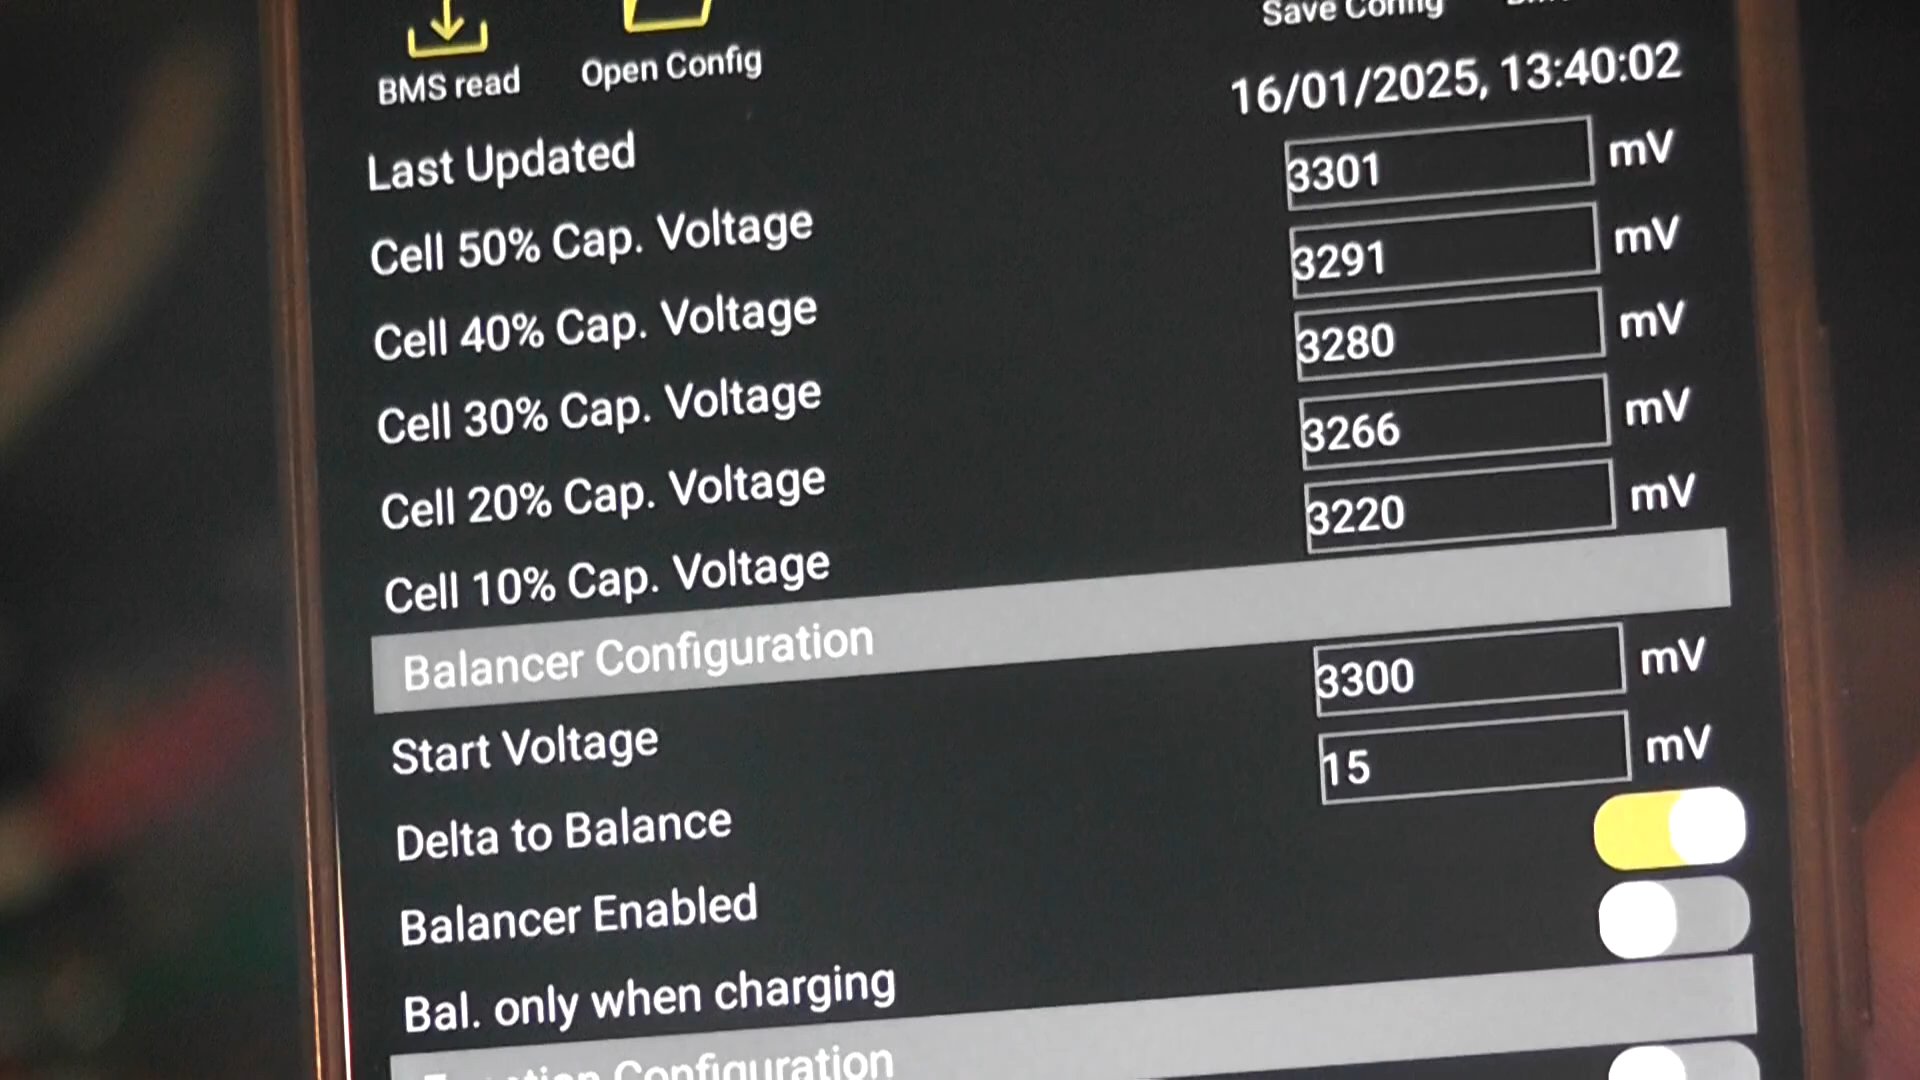 Save Config
BMS read Open Config
Last Updated 16/01/2025, 13:40:02
Cell 50% Cap. Voltage 3301 mV
Cell 40% Cap. Voltage 3291 mV
Cell 30% Cap. Voltage 3280 mV
Cell 20% Cap. Voltage 3266 mV
Cell 10% Cap. Voltage 3220 mV
Balancer Configuration
Start Voltage 3300 mV
Delta to Balance 15 mV
Balancer Enabled
Bal. only when charging
Configuration